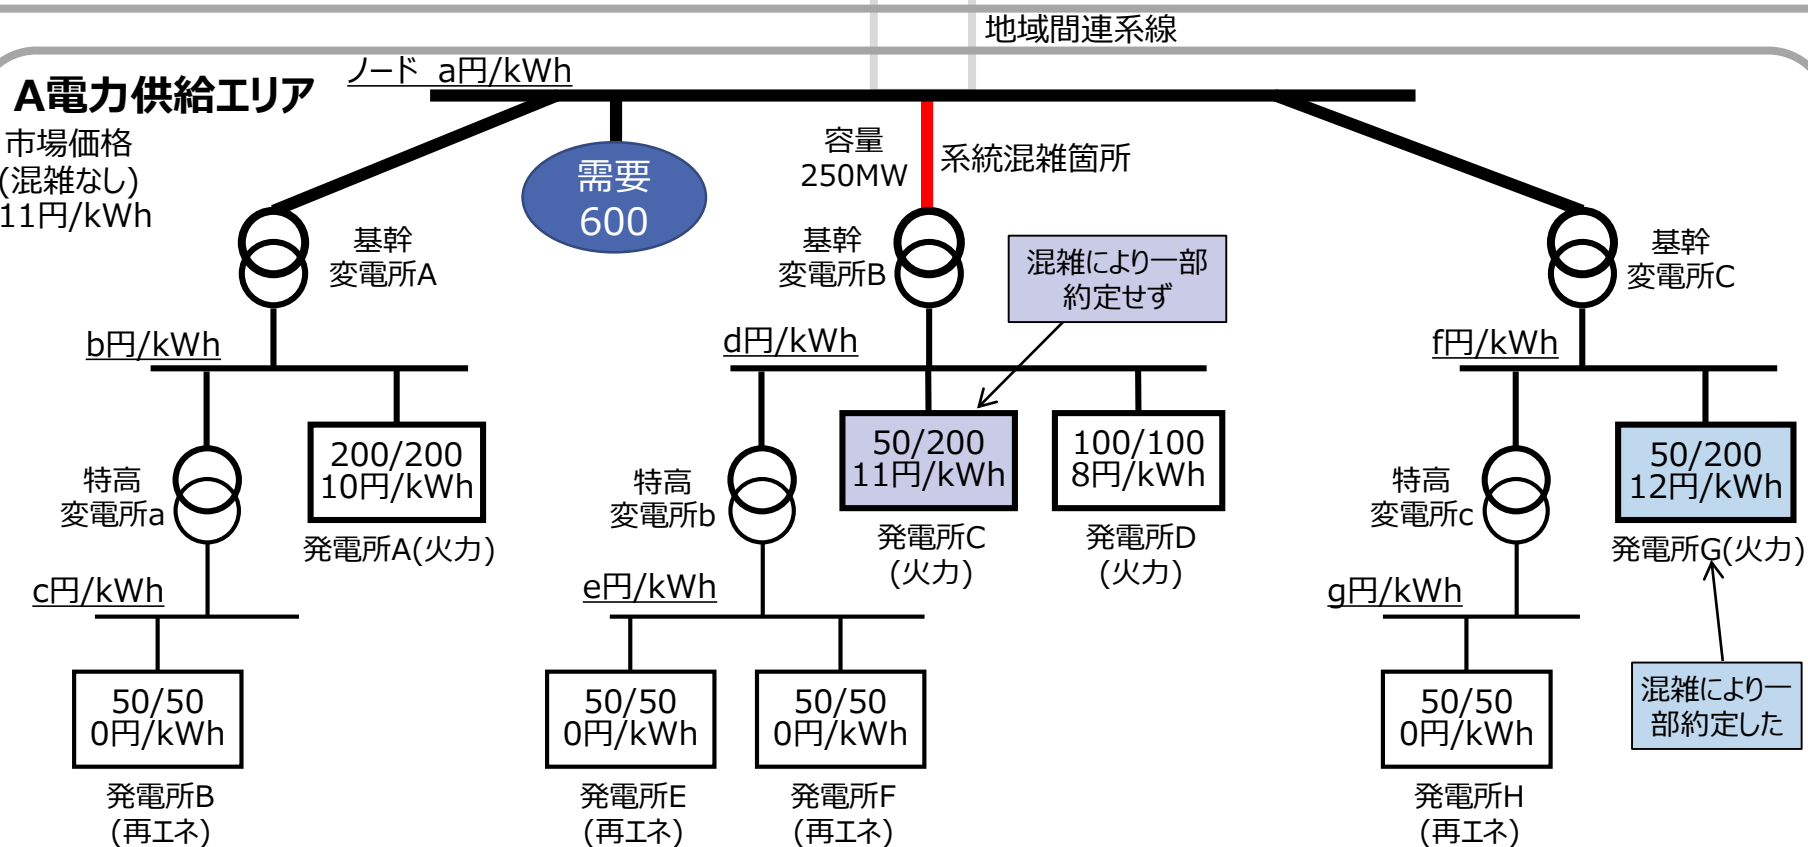 地域間連系線
A電力供給エリア
ノード a円/kWh
市場価格
(混雑なし)
11円/kWh
需要
600
容量
250MW
系統混雑箇所
基幹
変電所A
基幹
変電所B
混雑により一部
約定せず
基幹
変電所C
b円/kWh
d円/kWh
f円/kWh
特高
変電所a
200/200
10円/kWh
発電所A(火力)
特高
変電所b
50/200
11円/kWh
発電所C
(火力)
100/100
8円/kWh
発電所D
(火力)
特高
変電所c
50/200
12円/kWh
発電所G(火力)
c円/kWh
e円/kWh
g円/kWh
50/50
0円/kWh
発電所B
(再エネ)
50/50
0円/kWh
発電所E
(再エネ)
50/50
0円/kWh
発電所F
(再エネ)
50/50
0円/kWh
発電所H
(再エネ)
混雑により一
部約定した